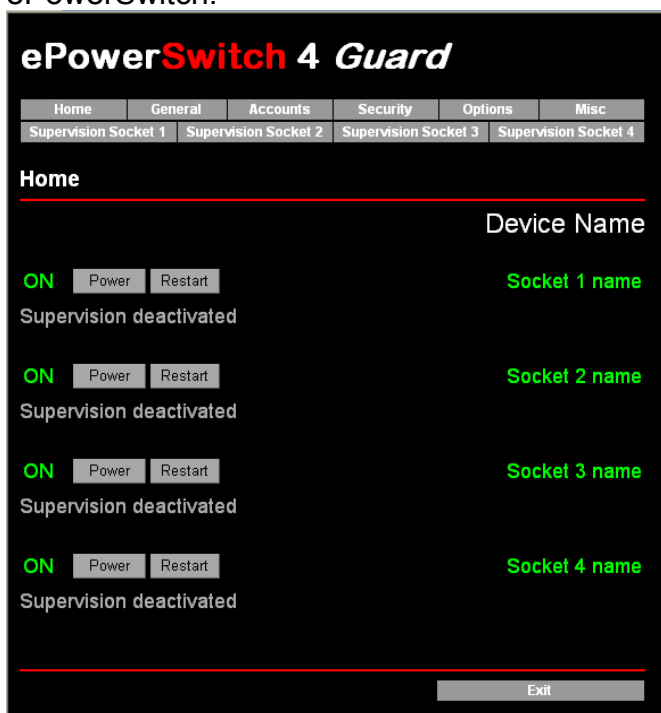 ePowerSwitch.
ePowerSwitch 4 Guard
Home General Accounts Security Options Misc
Supervision Socket 1 Supervision Socket 2 Supervision Socket 3 Supervision Socket 4
Home
Device Name
ON Power Restart Socket 1 name
Supervision deactivated
ON Power Restart Socket 2 name
Supervision deactivated
ON Power Restart Socket 3 name
Supervision deactivated
ON Power Restart Socket 4 name
Supervision deactivated
Exit